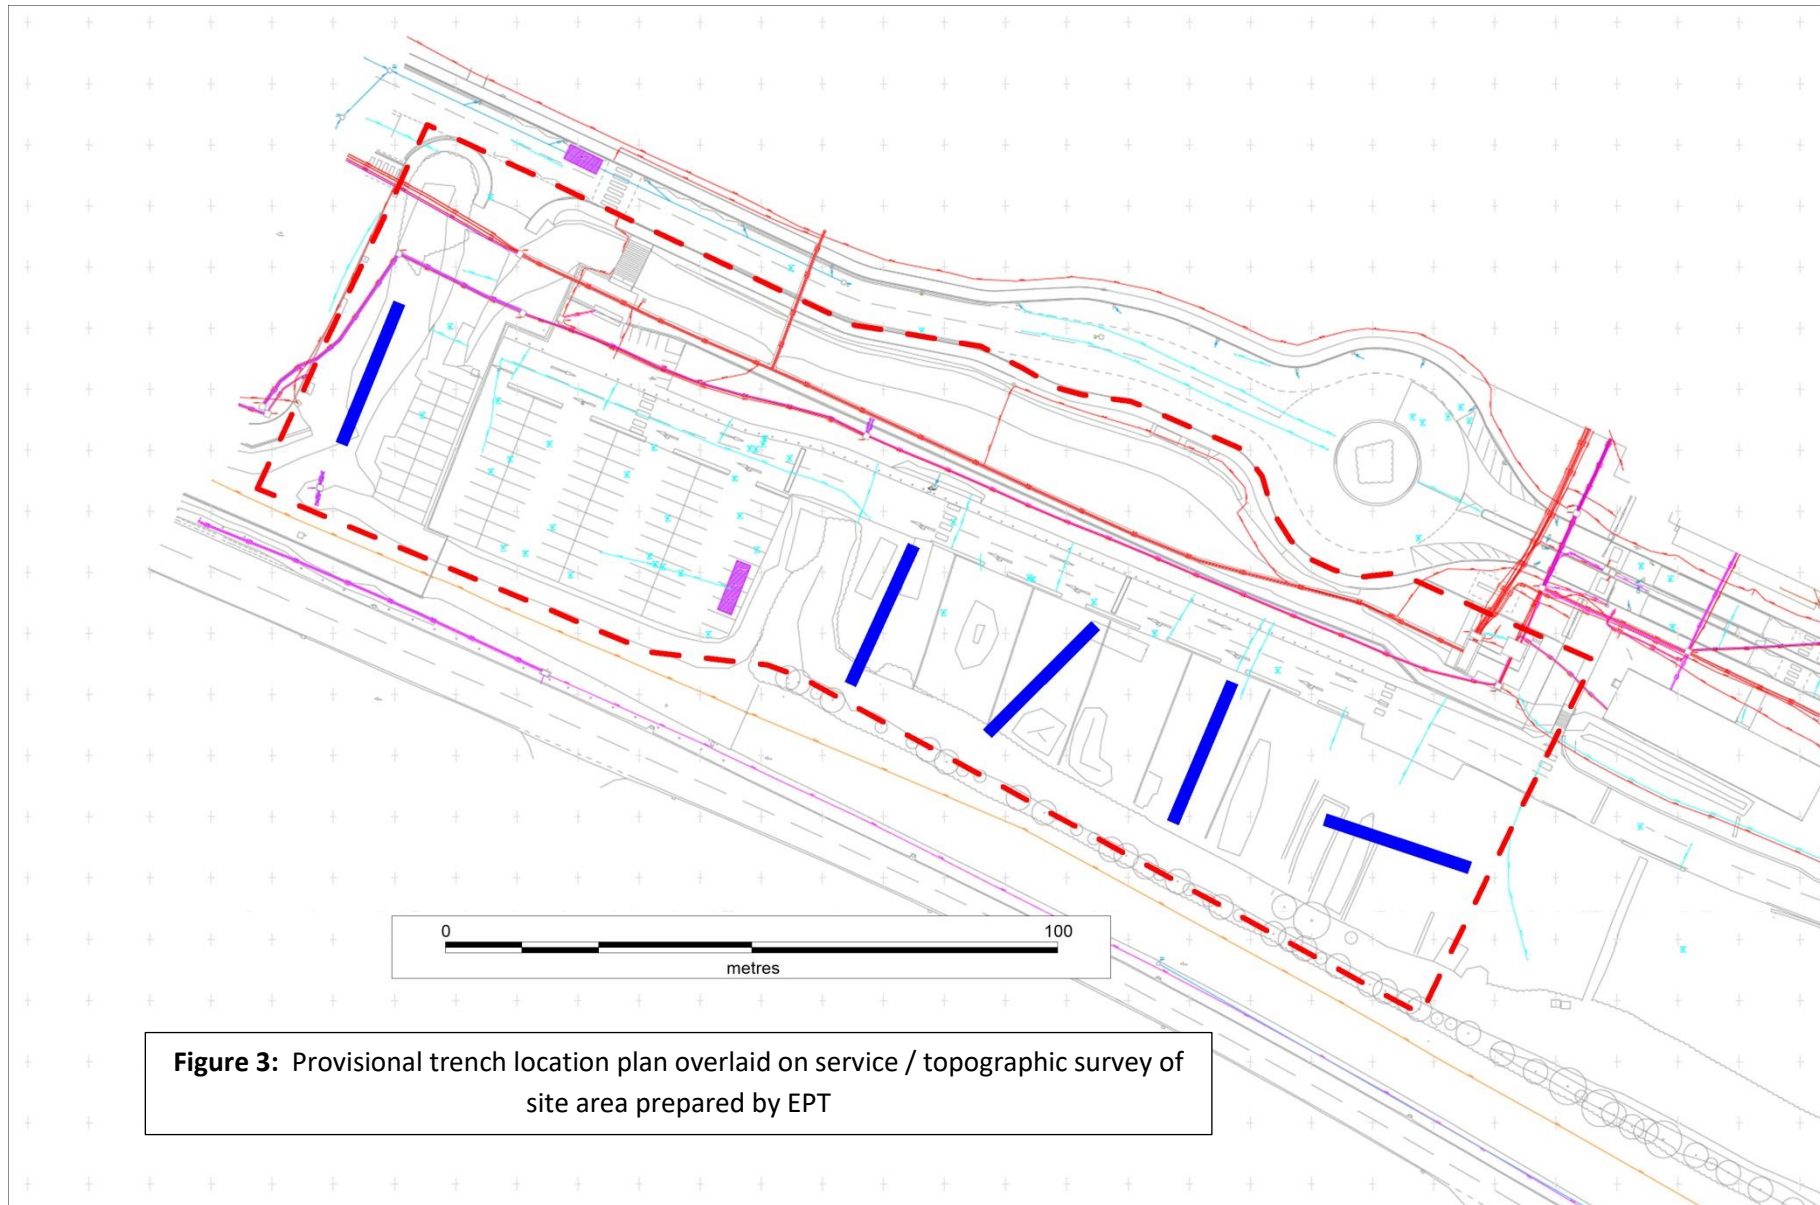 0 100
metres
Figure 3: Provisional trench location plan overlaid on service / topographic survey of
site area prepared by EPT